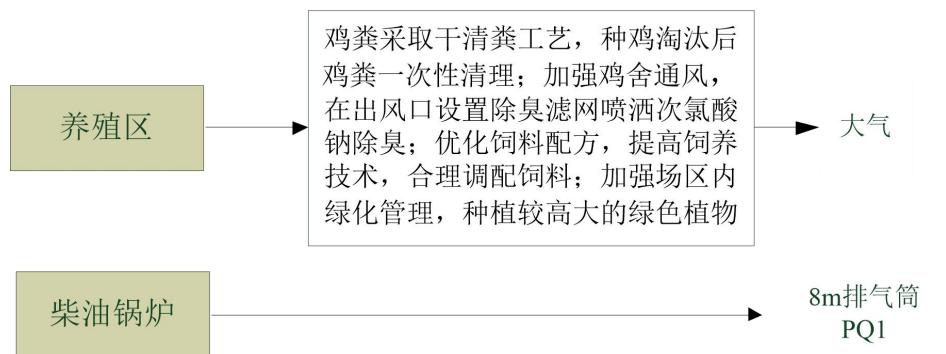 养殖区
鸡粪采取干清粪工艺，种鸡淘汰后
鸡粪一次性清理；加强鸡舍通风，
在出风口设置除臭滤网喷洒次氯酸
钠除臭；优化饲料配方，提高饲养
技术，合理调配饲料；加强场区内
绿化管理，种植较高大的绿色植物
大气
柴油锅炉
8m排气筒
PQ1